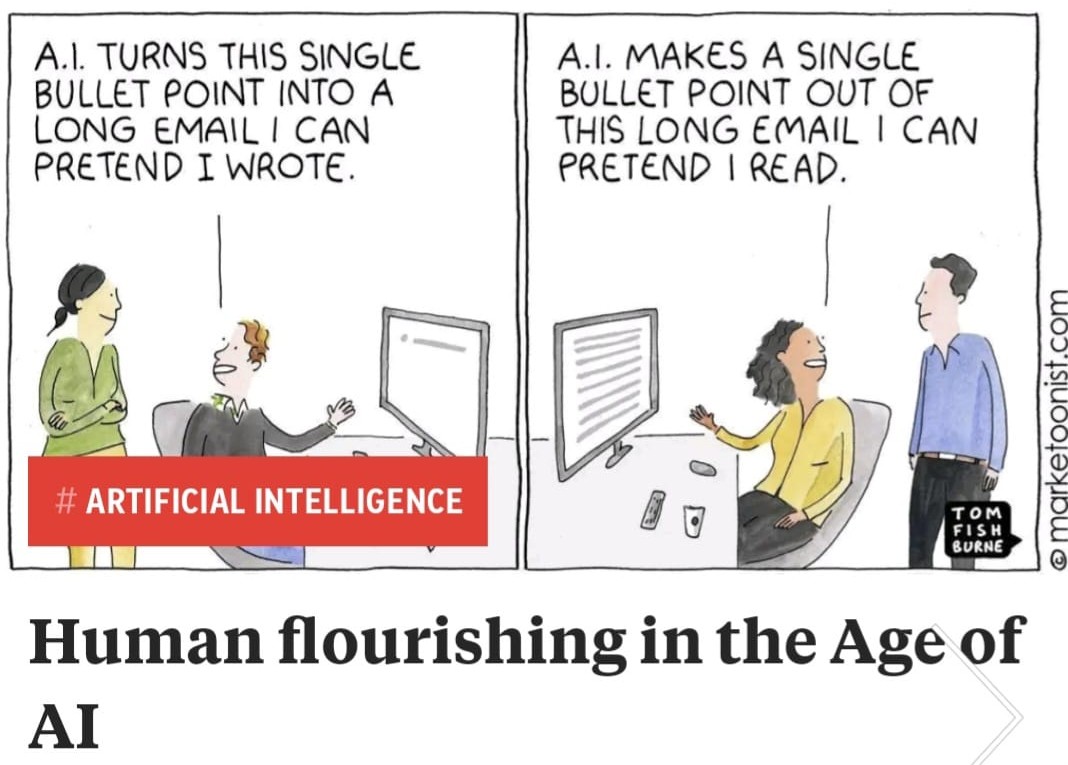 A.I. TURNS THIS SINGLE
BULLET POINT INTO A
LONG EMAIL I CAN
PRETEND I WROTE.
A.I. MAKES A SINGLE
BULLET POINT OUT OF
THIS LONG EMAIL I CAN
PRETEND I READ.
# ARTIFICIAL INTELLIGENCE
TOM
FISH
BURNE
© marketoonist.com
Human flourishing in the Age of
AI